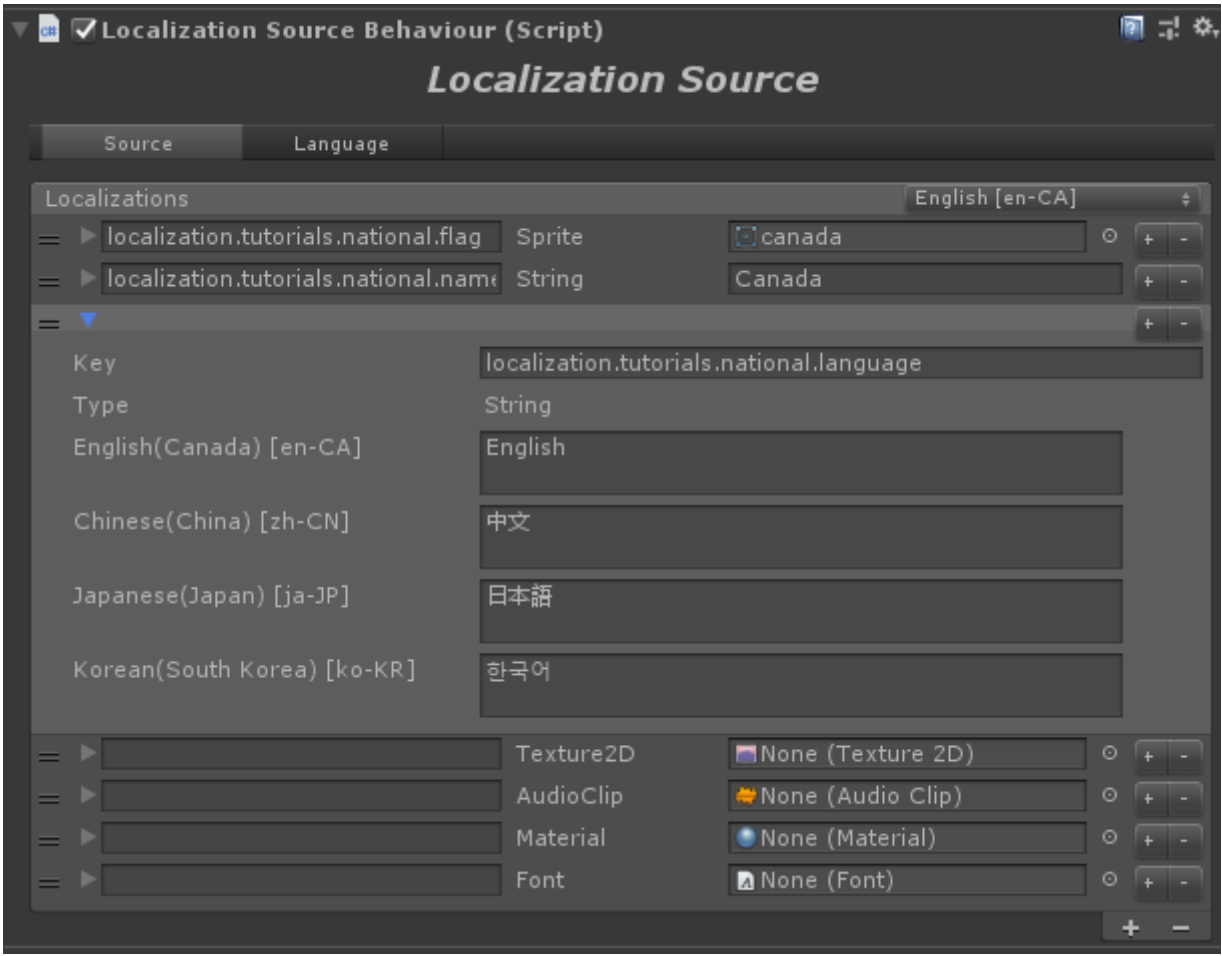 Localization Source Behaviour (Script)
Localization Source
Source Language
Localizations English [en-CA]
localization.tutorials.national.flag Sprite canada + -
localization.tutorials.national.name String Canada + -
+ -
Key localization.tutorials.national.language
Type String
English(Canada) [en-CA] English
Chinese(China) [zh-CN] 中文
Japanese(Japan) [ja-JP] 日本語
Korean(South Korea) [ko-KR] 한국어
Texture2D None (Texture 2D) + -
AudioClip None (Audio Clip) + -
Material None (Material) + -
Font None (Font) + -
+ -